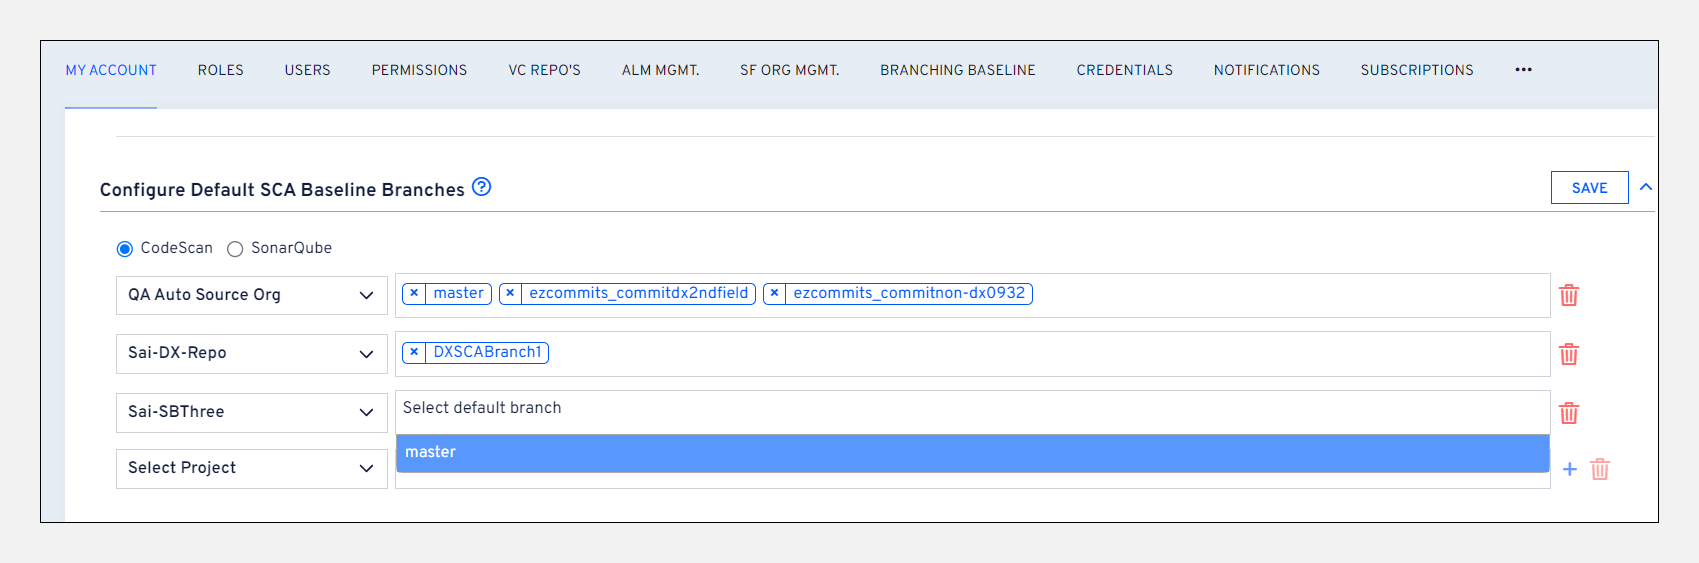 MY ACCOUNT ROLES USERS PERMISSIONS VC REPO'S ALM MGMT. SF ORG MGMT. BRANCHING BASELINE CREDENTIALS NOTIFICATIONS SUBSCRIPTIONS •••
Configure Default SCA Baseline Branches ? SAVE
CodeScan SonarQube
QA Auto Source Org × master × ezcommits_commitdx2ndfield × ezcommits_commitnon-dx0932
Sai-DX-Repo × DXSCABranch1
Sai-SBThree Select default branch
master
Select Project +